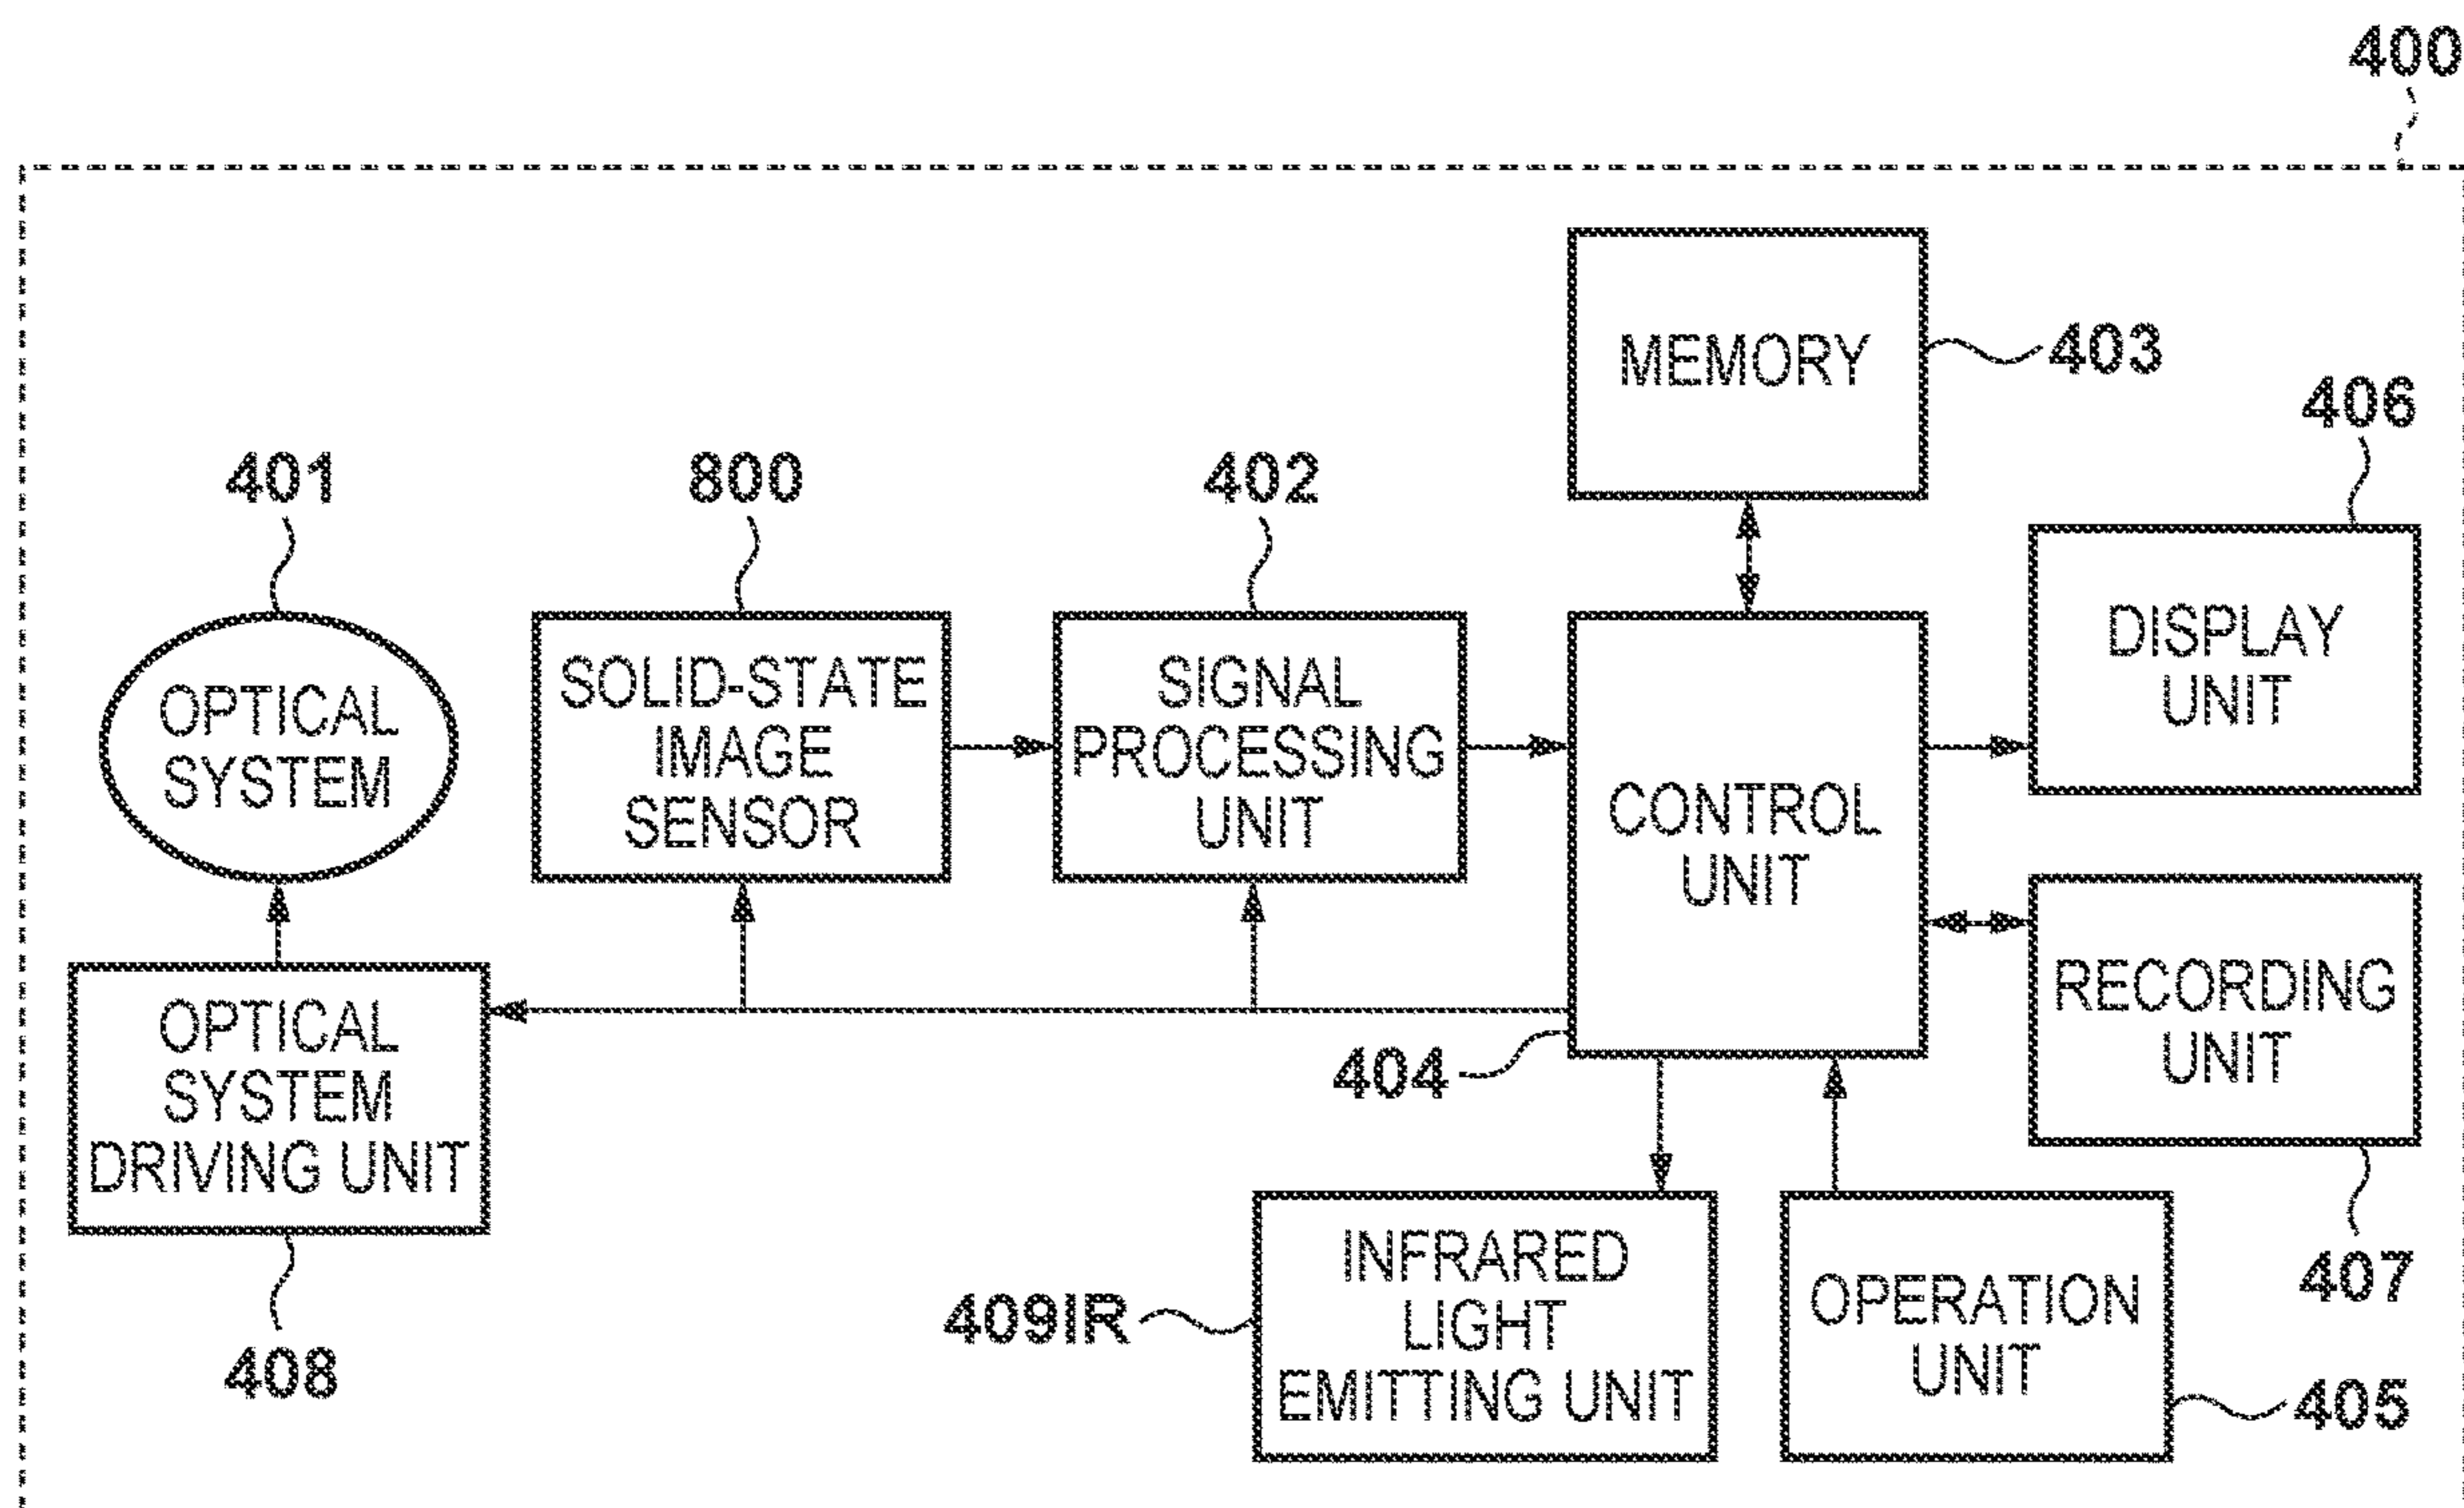 400
MEMORY
403
406
401
800
402
DISPLAY
UNIT
OPTICAL
SYSTEM
SOLID-STATE
IMAGE
SENSOR
SIGNAL
PROCESSING
UNIT
CONTROL
UNIT
OPTICAL
SYSTEM
DRIVING UNIT
RECORDING
UNIT
404
408
409IR
INFRARED
LIGHT
EMITTING UNIT
OPERATION
UNIT
407
405